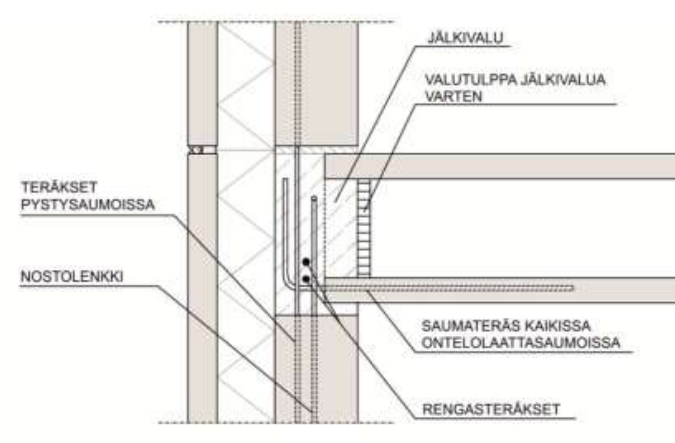 JÄLKIVALU
VALUTULPPA JÄLKIVALUA
VARTEN
TERÄKSET
PYSTYSAUMOISSA
NOSTOLENKKI
SAUMATERÄS KAIKISSA
ONTELOLAATTASAUMOISSA
RENGASTERÄKSET